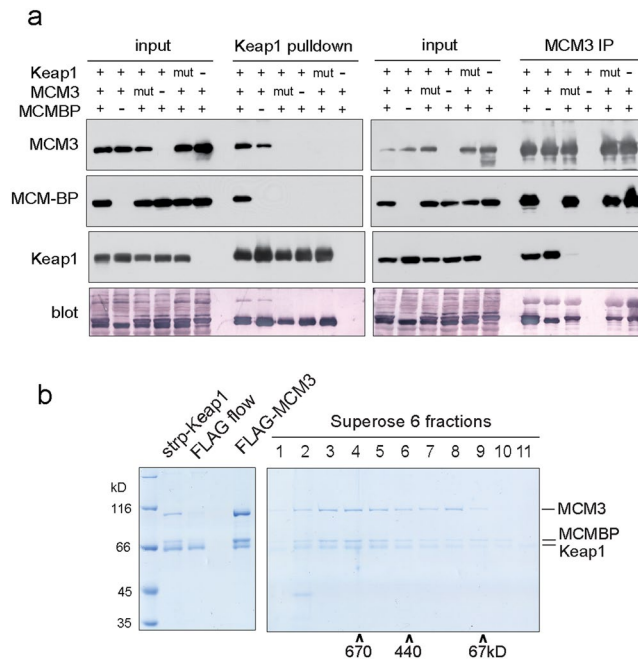 a
input Keap1 pulldown input MCM3 IP
Keap1 + + + + mut - + + + + mut - + + + + mut - + + + + mut -
MCM3 + + mut - + + + + mut - + + + + mut - + + + + mut - + +
MCMBP + - + + + + + - + + + + + - + + + + + - + + + +
MCM3
MCM-BP
Keap1
blot
b
strp-Keap1
FLAG flow
FLAG-MCM3
Superose 6 fractions
1 2 3 4 5 6 7 8 9 10 11
kD
116
66
45
35
MCM3
MCMBP
Keap1
670 440 67kD